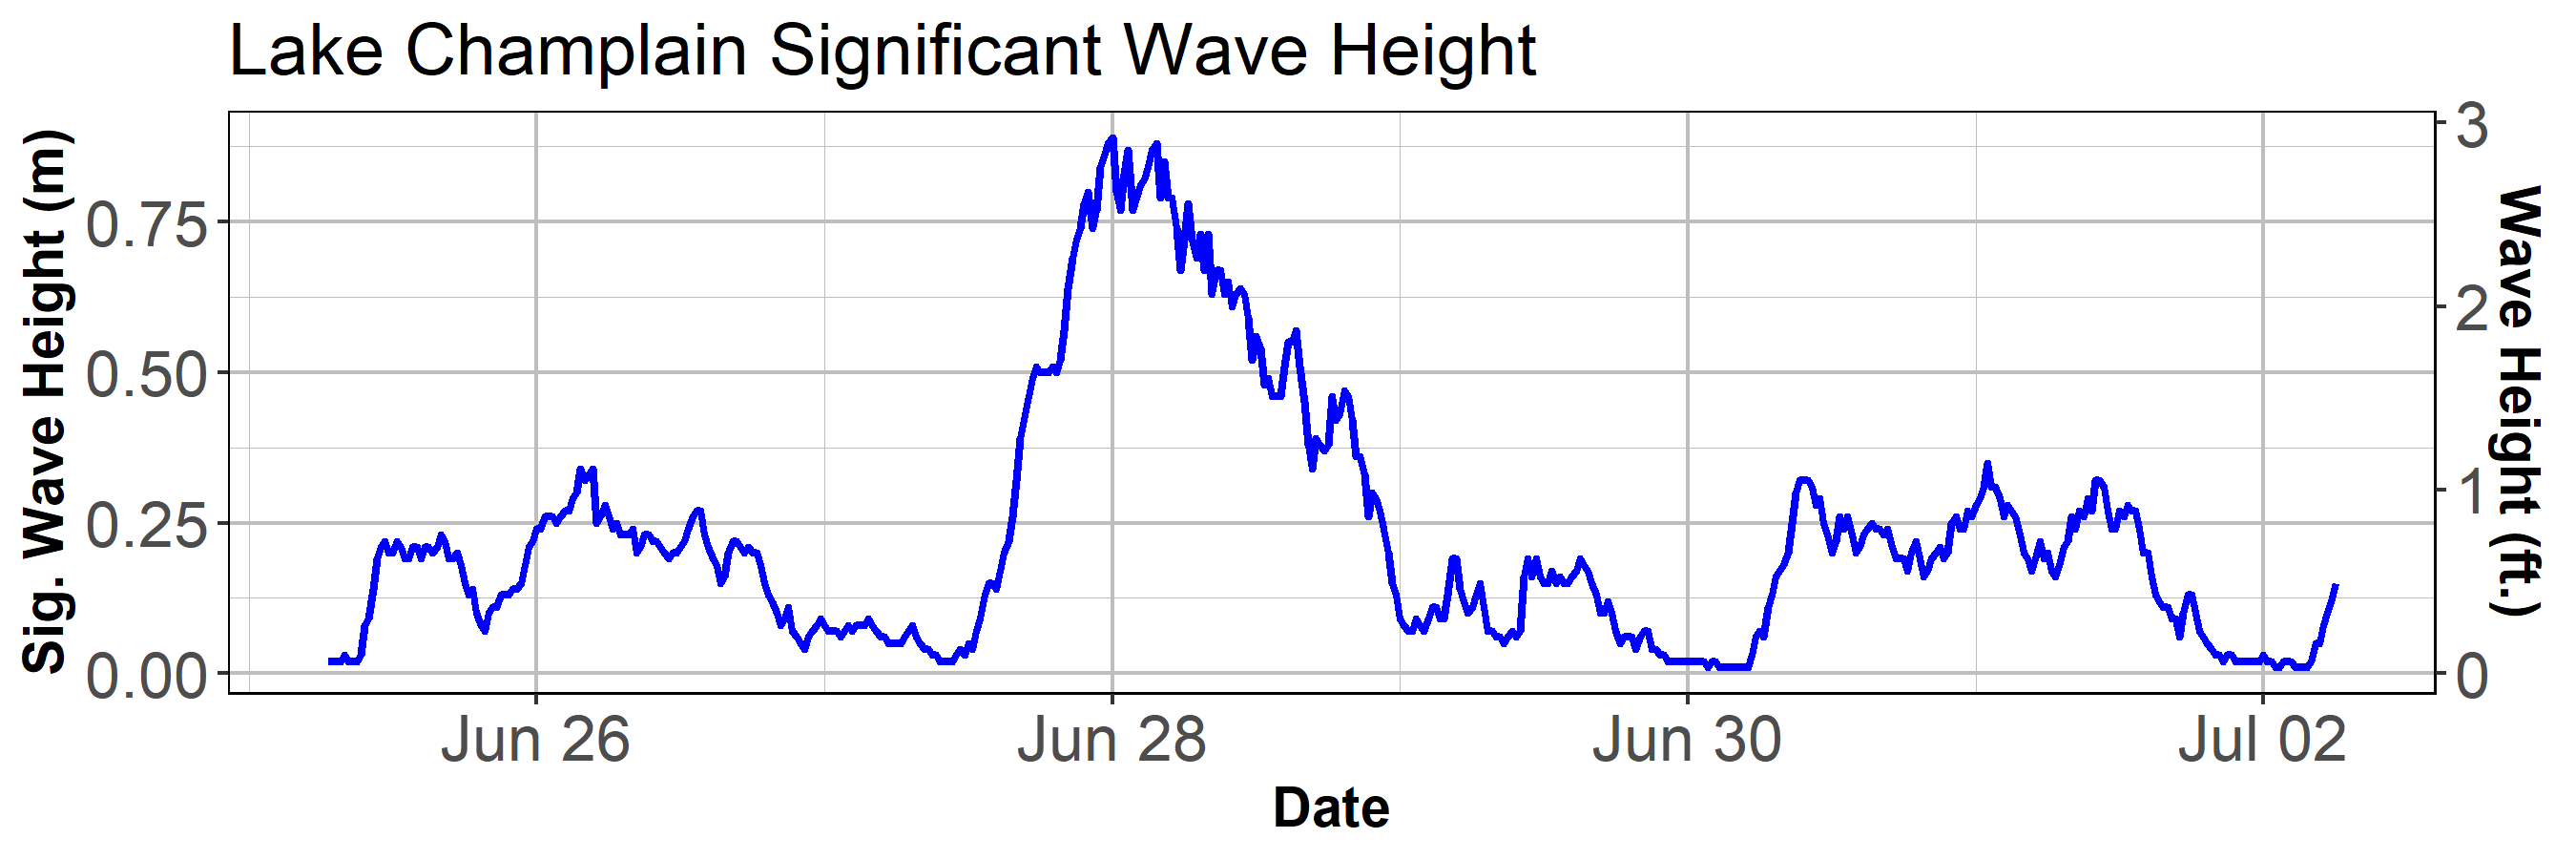 Lake Champlain Significant Wave Height
Sig. Wave Height (m)
0.75
0.50
0.25
0.00
3
2
1
0
Wave Height (ft.)
Jun 26
Jun 28
Jun 30
Jul 02
Date